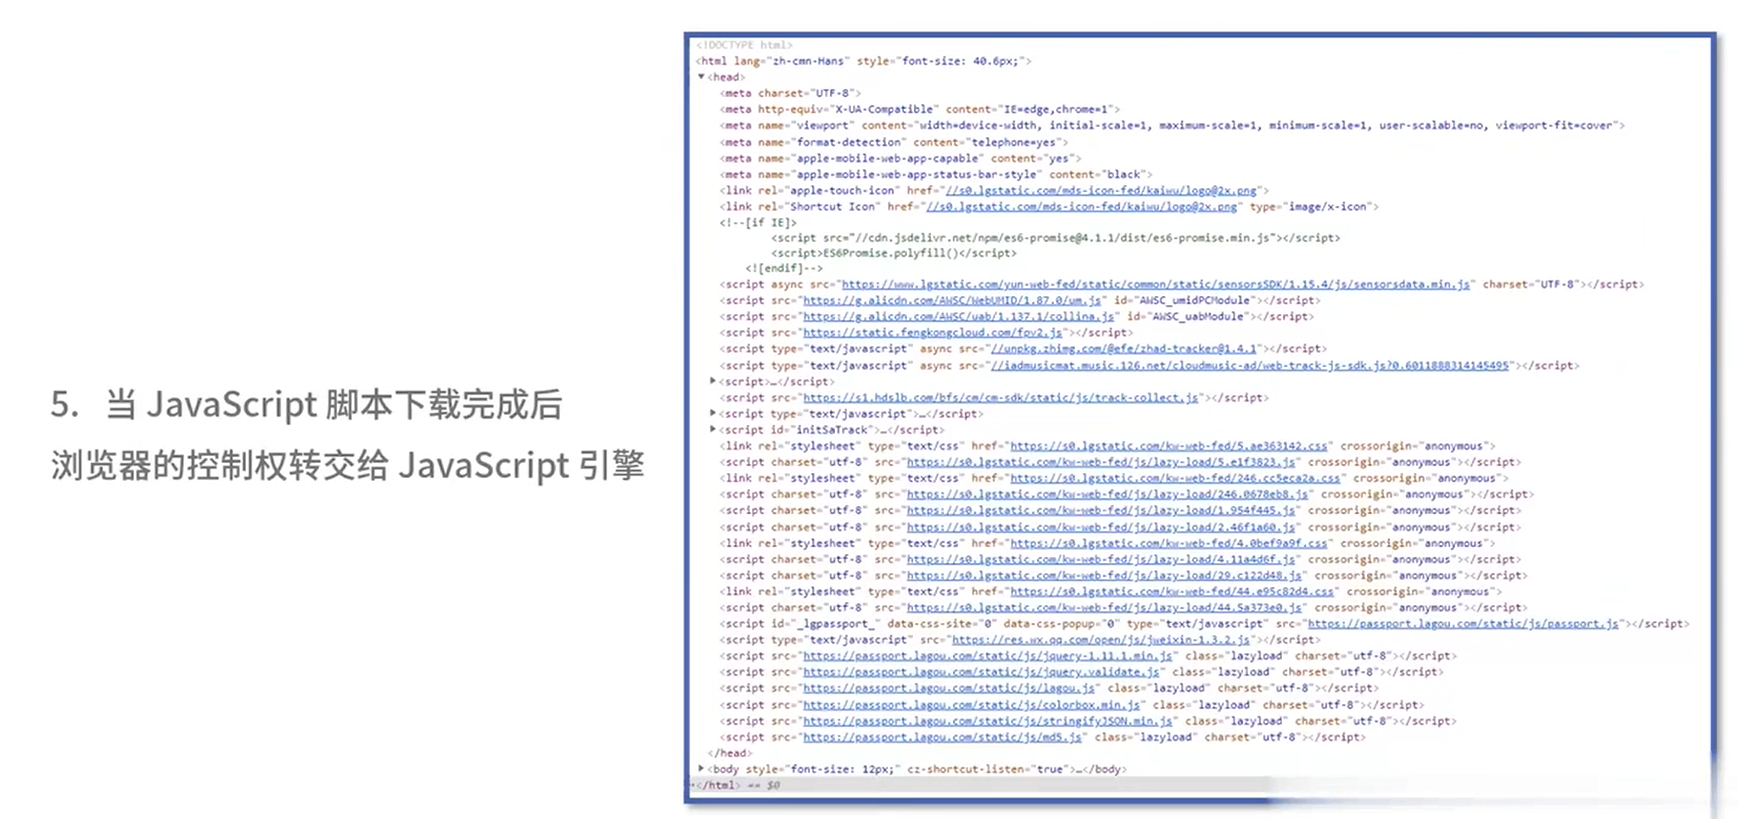 5. 当 JavaScript 脚本下载完成后
浏览器的控制权转交给 JavaScript 引擎
<!DOCTYPE html>
<html lang="zh-cmn-Hans" style="font-size: 40.6px;">
▼<head>
<meta charset="UTF-8">
<meta http-equiv="X-UA-Compatible" content="IE=edge,chrome=1">
<meta name="viewport" content="width=device-width, initial-scale=1, maximum-scale=1, minimum-scale=1, user-scalable=no, viewport-fit=cover">
<meta name="format-detection" content="telephone=yes">
<meta name="apple-mobile-web-app-capable" content="yes">
<meta name="apple-mobile-web-app-status-bar-style" content="black">
<link rel="apple-touch-icon" href="//s0.lgstatic.com/mds-icon-fed/kaiwu/logo@2x.png">
<link rel="Shortcut Icon" href="//s0.lgstatic.com/mds-icon-fed/kaiwu/logo@2x.png" type="image/x-icon">
<!--[if IE]>
<script src="//cdn.jsdelivr.net/npm/es6-promise@4.1.1/dist/es6-promise.min.js"></script>
<script>ES6Promise.polyfill()</script>
<![endif]-->
<script async src="https://www.lgstatic.com/yun-web-fed/static/common/static/sensorsSDK/1.15.4/js/sensorsdata.min.js" charset="UTF-8"></script>
<script src="https://g.alicdn.com/AWSC/WebUMID/1.87.0/um.js" id="AWSC_umidPCModule"></script>
<script src="https://g.alicdn.com/AWSC/uab/1.137.1/collina.js" id="AWSC_uabModule"></script>
<script src="https://static.fengkongcloud.com/fpv2.js"></script>
<script type="text/javascript" async src="//unpkg.zhimg.com/@efe/zhad-tracker@1.4.1"></script>
<script type="text/javascript" async src="//iadmusicmat.music.126.net/cloudmusic-ad/web-track-js-sdk.js?0.6011888314145495"></script>
▶<script>…</script>
<script src="https://s1.hdslb.com/bfs/cm/cm-sdk/static/js/track-collect.js"></script>
▶<script type="text/javascript">…</script>
▶<script id="initSaTrack">…</script>
<link rel="stylesheet" type="text/css" href="https://s0.lgstatic.com/kw-web-fed/5.ae363142.css" crossorigin="anonymous">
<script charset="utf-8" src="https://s0.lgstatic.com/kw-web-fed/js/lazy-load/5.e1f3823.js" crossorigin="anonymous"></script>
<link rel="stylesheet" type="text/css" href="https://s0.lgstatic.com/kw-web-fed/246.cc5eca2a.css" crossorigin="anonymous">
<script charset="utf-8" src="https://s0.lgstatic.com/kw-web-fed/js/lazy-load/246.0678eb8.js" crossorigin="anonymous"></script>
<script charset="utf-8" src="https://s0.lgstatic.com/kw-web-fed/js/lazy-load/1.954f445.js" crossorigin="anonymous"></script>
<script charset="utf-8" src="https://s0.lgstatic.com/kw-web-fed/js/lazy-load/2.46f1a60.js" crossorigin="anonymous"></script>
<link rel="stylesheet" type="text/css" href="https://s0.lgstatic.com/kw-web-fed/4.0bef9a9f.css" crossorigin="anonymous">
<script charset="utf-8" src="https://s0.lgstatic.com/kw-web-fed/js/lazy-load/4.11a4d6f.js" crossorigin="anonymous"></script>
<script charset="utf-8" src="https://s0.lgstatic.com/kw-web-fed/js/lazy-load/29.c122d48.js" crossorigin="anonymous"></script>
<link rel="stylesheet" type="text/css" href="https://s0.lgstatic.com/kw-web-fed/44.e95c82d4.css" crossorigin="anonymous">
<script charset="utf-8" src="https://s0.lgstatic.com/kw-web-fed/js/lazy-load/44.5a373e0.js" crossorigin="anonymous"></script>
<script id="_lgpassport_" data-css-site="0" data-css-popup="0" type="text/javascript" src="https://passport.lagou.com/static/js/passport.js"></script>
<script type="text/javascript" src="https://res.wx.qq.com/open/js/jweixin-1.3.2.js"></script>
<script src="https://passport.lagou.com/static/js/jquery-1.11.1.min.js" class="lazyload" charset="utf-8"></script>
<script src="https://passport.lagou.com/static/js/jquery.validate.js" class="lazyload" charset="utf-8"></script>
<script src="https://passport.lagou.com/static/js/lagou.js" class="lazyload" charset="utf-8"></script>
<script src="https://passport.lagou.com/static/js/colorbox.min.js" class="lazyload" charset="utf-8"></script>
<script src="https://passport.lagou.com/static/js/stringifyJSON.min.js" class="lazyload" charset="utf-8"></script>
<script src="https://passport.lagou.com/static/js/md5.js" class="lazyload" charset="utf-8"></script>
</head>
▶<body style="font-size: 12px;" cz-shortcut-listen="true">…</body>
</html> == $0